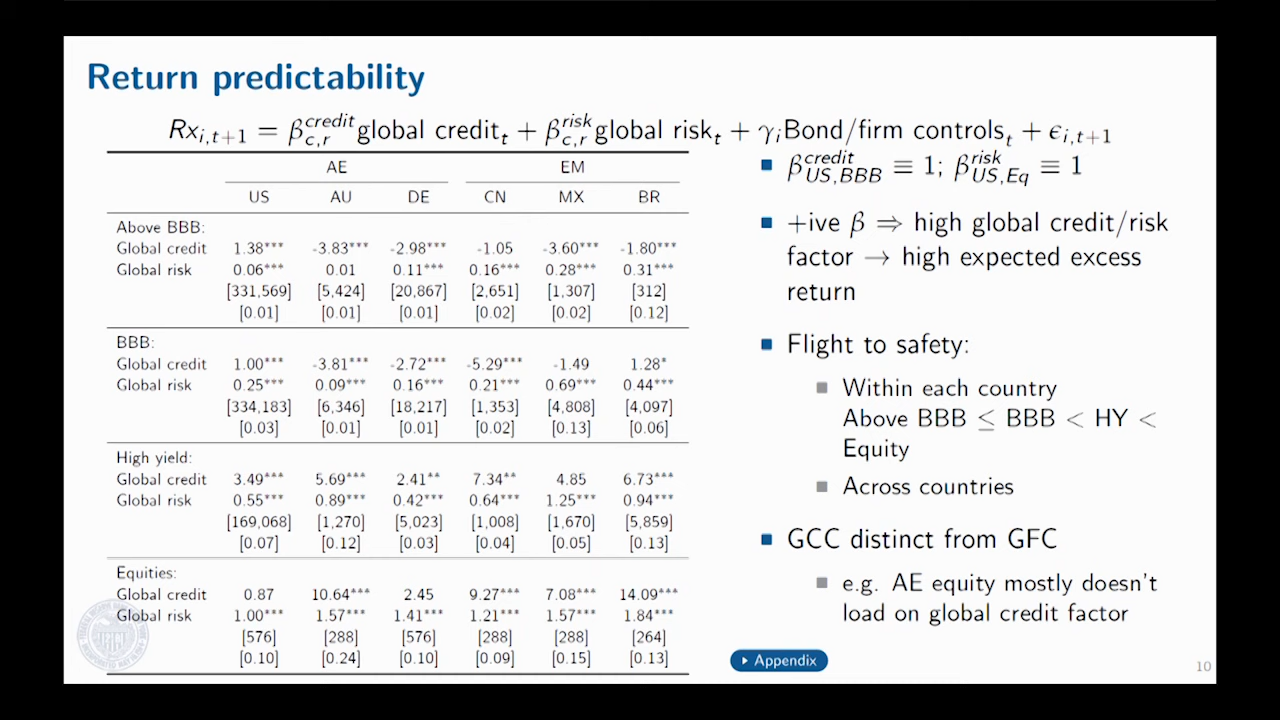 Return predictability
Rx_{i,t+1} = β^{credit}_{c,r} global credit_t + β^{risk}_{c,r} global risk_t + γ_i Bond/firm controls_t + ϵ_{i,t+1}
AE EM
US AU DE CN MX BR
Above BBB:
Global credit 1.38*** -3.83*** -2.98*** -1.05 -3.60*** -1.80***
Global risk 0.06*** 0.01 0.11*** 0.16*** 0.28*** 0.31***
[331,569] [5,424] [20,867] [2,651] [1,307] [312]
[0.01] [0.01] [0.01] [0.02] [0.02] [0.12]
BBB:
Global credit 1.00*** -3.81*** -2.72*** -5.29*** -1.49 1.28*
Global risk 0.25*** 0.09*** 0.16*** 0.21*** 0.69*** 0.44***
[334,183] [6,346] [18,217] [1,353] [4,808] [4,097]
[0.03] [0.01] [0.01] [0.02] [0.13] [0.06]
High yield:
Global credit 3.49*** 5.69*** 2.41** 7.34** 4.85 6.73***
Global risk 0.55*** 0.89*** 0.42*** 0.64*** 1.25*** 0.94***
[169,068] [1,270] [5,023] [1,008] [1,670] [5,859]
[0.07] [0.12] [0.03] [0.04] [0.05] [0.13]
Equities:
Global credit 0.87 10.64*** 2.45 9.27*** 7.08*** 14.09***
Global risk 1.00*** 1.57*** 1.41*** 1.21*** 1.57*** 1.84***
[576] [288] [576] [288] [288] [264]
[0.10] [0.24] [0.10] [0.09] [0.15] [0.13]
β^{credit}_{US,BBB} ≡ 1; β^{risk}_{US,Eq} ≡ 1
+ive β ⇒ high global credit/risk
factor → high expected excess
return
Flight to safety:
Within each country
Above BBB ≤ BBB < HY <
Equity
Across countries
GCC distinct from GFC
e.g. AE equity mostly doesn't
load on global credit factor
Appendix
10